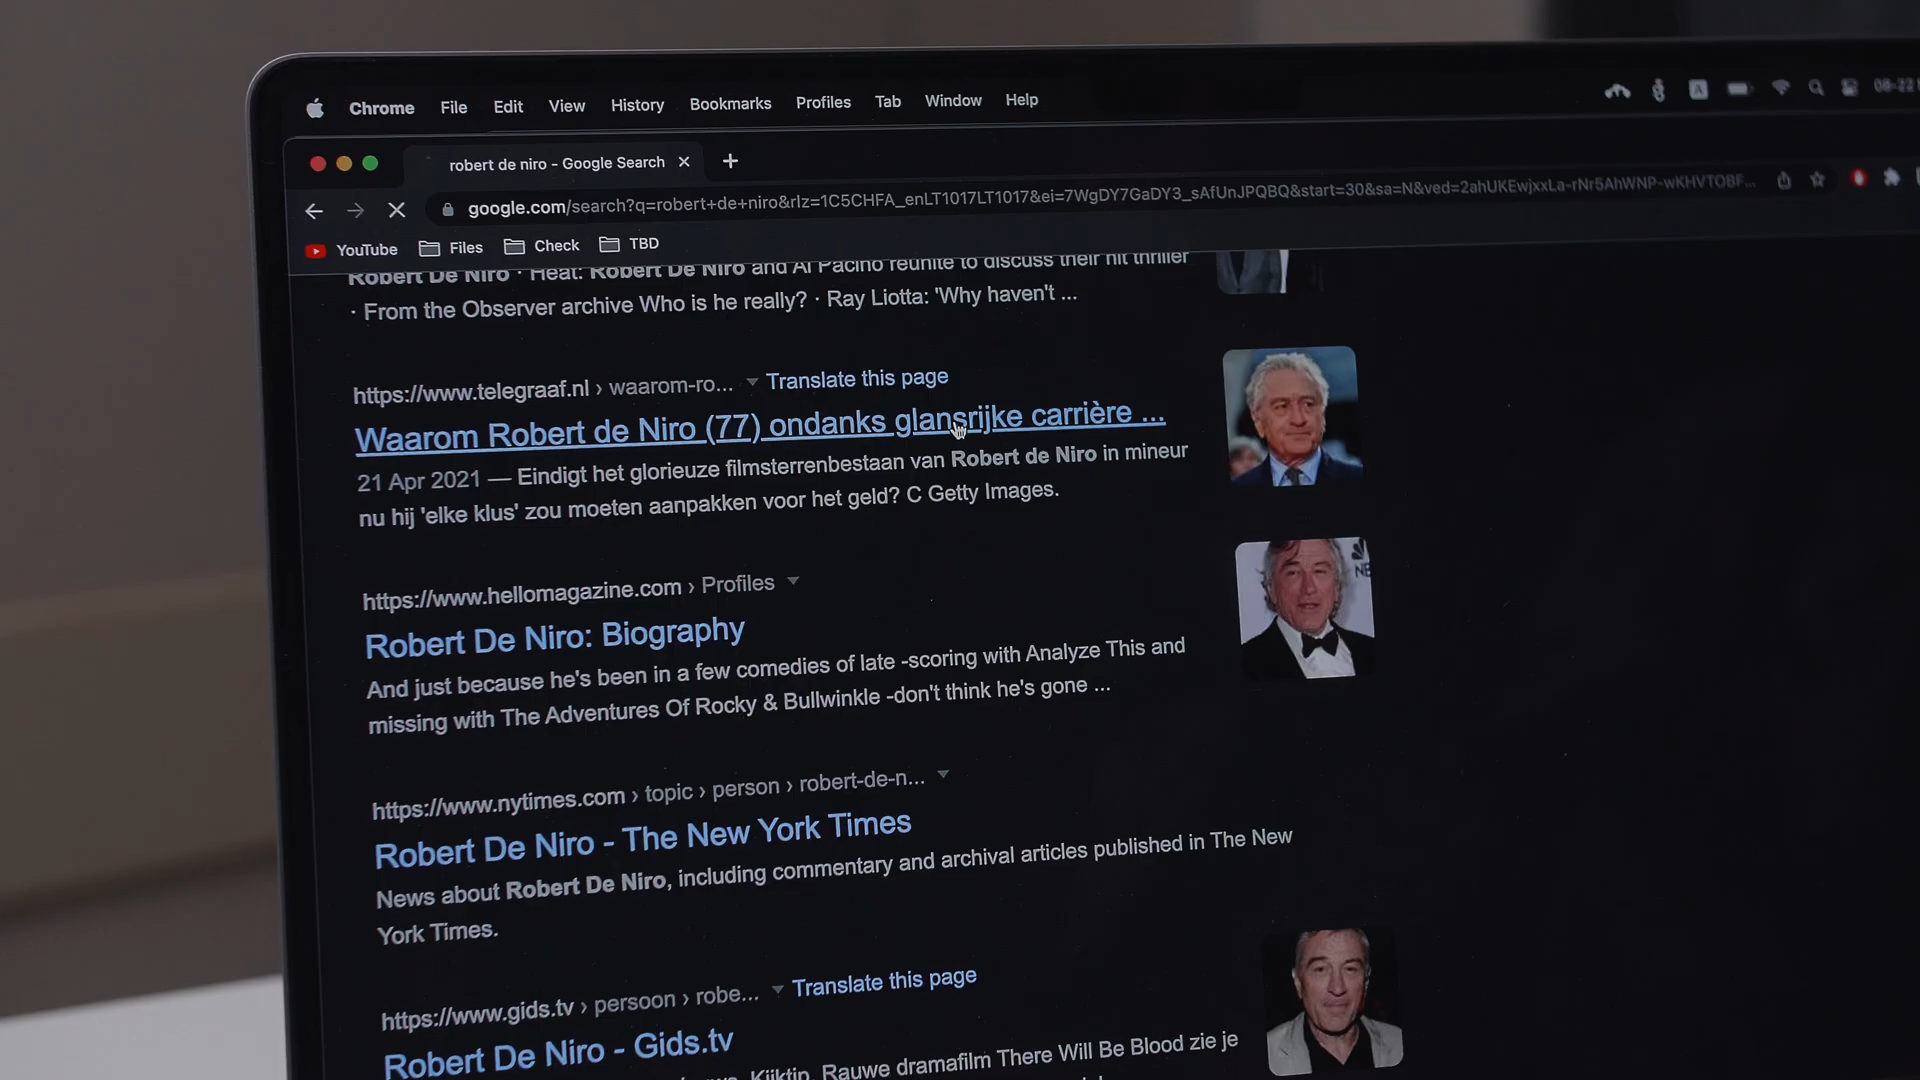 Chrome File Edit View History Bookmarks Profiles Tab Window Help
robert de niro - Google Search
google.com/search?q=robert+de+niro&rlz=1C5CHFA_enLT1017LT1017&ei=7WgDY7GaDY3_sAfUnJPQBQ&start=30&sa=N&ved=2ahUKEwjxxLa-rNr5AhWNP-wKHVTOBF...
YouTube Files Check TBD
Robert De Niro · Heat: Robert De Niro and Al Pacino reunite to discuss their hit thriller
· From the Observer archive Who is he really? · Ray Liotta: 'Why haven't ...
https://www.telegraaf.nl › waarom-ro... Translate this page
Waarom Robert de Niro (77) ondanks glansrijke carrière ...
21 Apr 2021 — Eindigt het glorieuze filmsterrenbestaan van Robert de Niro in mineur
nu hij 'elke klus' zou moeten aanpakken voor het geld? C Getty Images.
https://www.hellomagazine.com › Profiles
Robert De Niro: Biography
And just because he's been in a few comedies of late -scoring with Analyze This and
missing with The Adventures Of Rocky & Bullwinkle -don't think he's gone ...
https://www.nytimes.com › topic › person › robert-de-n...
Robert De Niro - The New York Times
News about Robert De Niro, including commentary and archival articles published in The New
York Times.
https://www.gids.tv › persoon › robe... Translate this page
Robert De Niro - Gids.tv
Kijktip. Rauwe dramafilm There Will Be Blood zie je